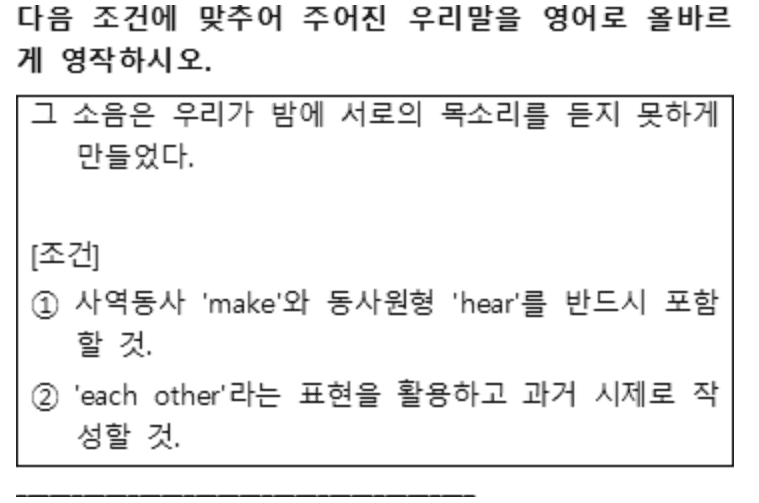 다음 조건에 맞추어 주어진 우리말을 영어로 올바르
게 영작하시오.
그 소음은 우리가 밤에 서로의 목소리를 듣지 못하게
만들었다.
[조건]
① 사역동사 'make'와 동사원형 'hear'를 반드시 포함
할 것.
② 'each other'라는 표현을 활용하고 과거 시제로 작
성할 것.